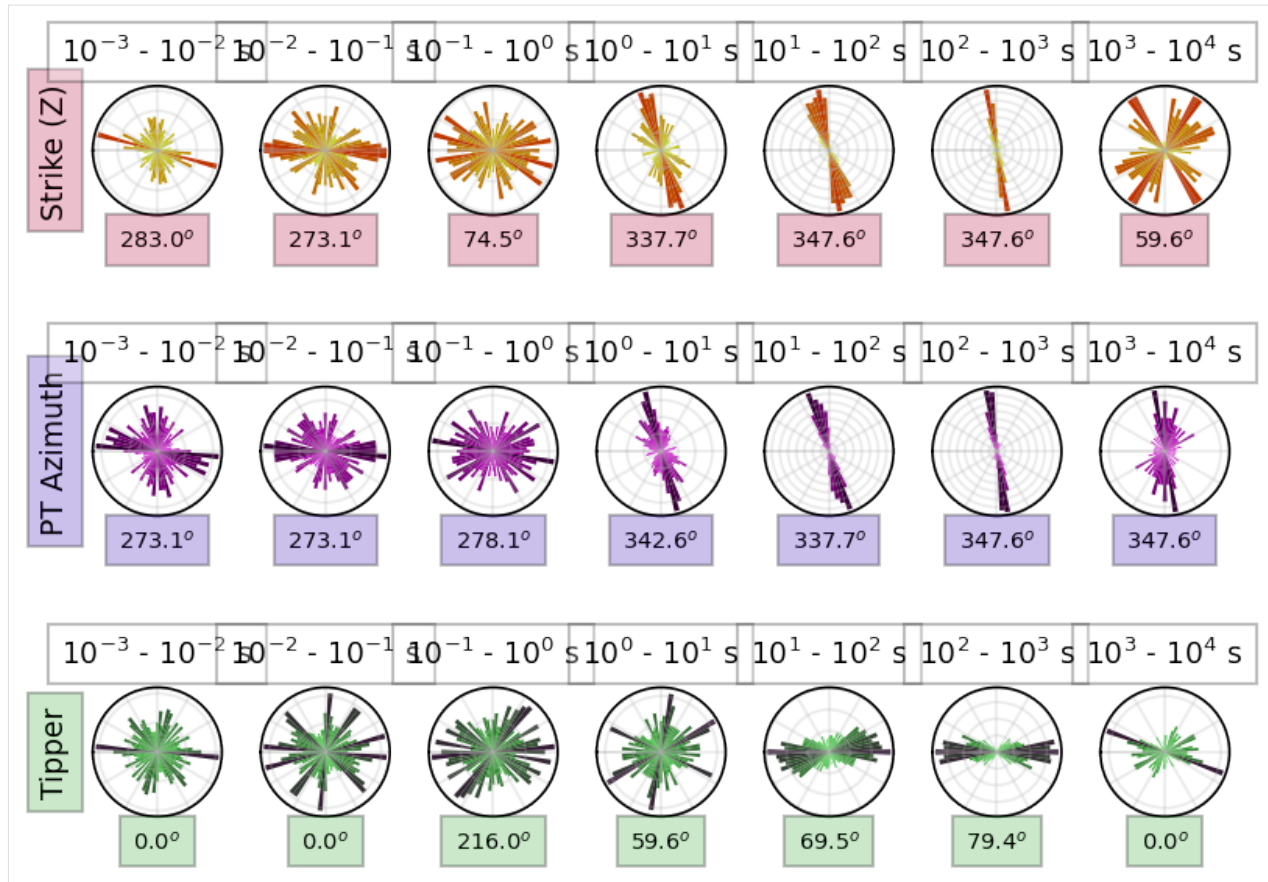 10⁻³ - 10⁻² s 10⁻² - 10⁻¹ s 10⁻¹ - 10⁰ s 10⁰ - 10¹ s 10¹ - 10² s 10² - 10³ s 10³ - 10⁴ s
Strike (Z)
283.0° 273.1° 74.5° 337.7° 347.6° 347.6° 59.6°
10⁻³ - 10⁻² s 10⁻² - 10⁻¹ s 10⁻¹ - 10⁰ s 10⁰ - 10¹ s 10¹ - 10² s 10² - 10³ s 10³ - 10⁴ s
PT Azimuth
273.1° 273.1° 278.1° 342.6° 337.7° 347.6° 347.6°
10⁻³ - 10⁻² s 10⁻² - 10⁻¹ s 10⁻¹ - 10⁰ s 10⁰ - 10¹ s 10¹ - 10² s 10² - 10³ s 10³ - 10⁴ s
Tipper
0.0° 0.0° 216.0° 59.6° 69.5° 79.4° 0.0°